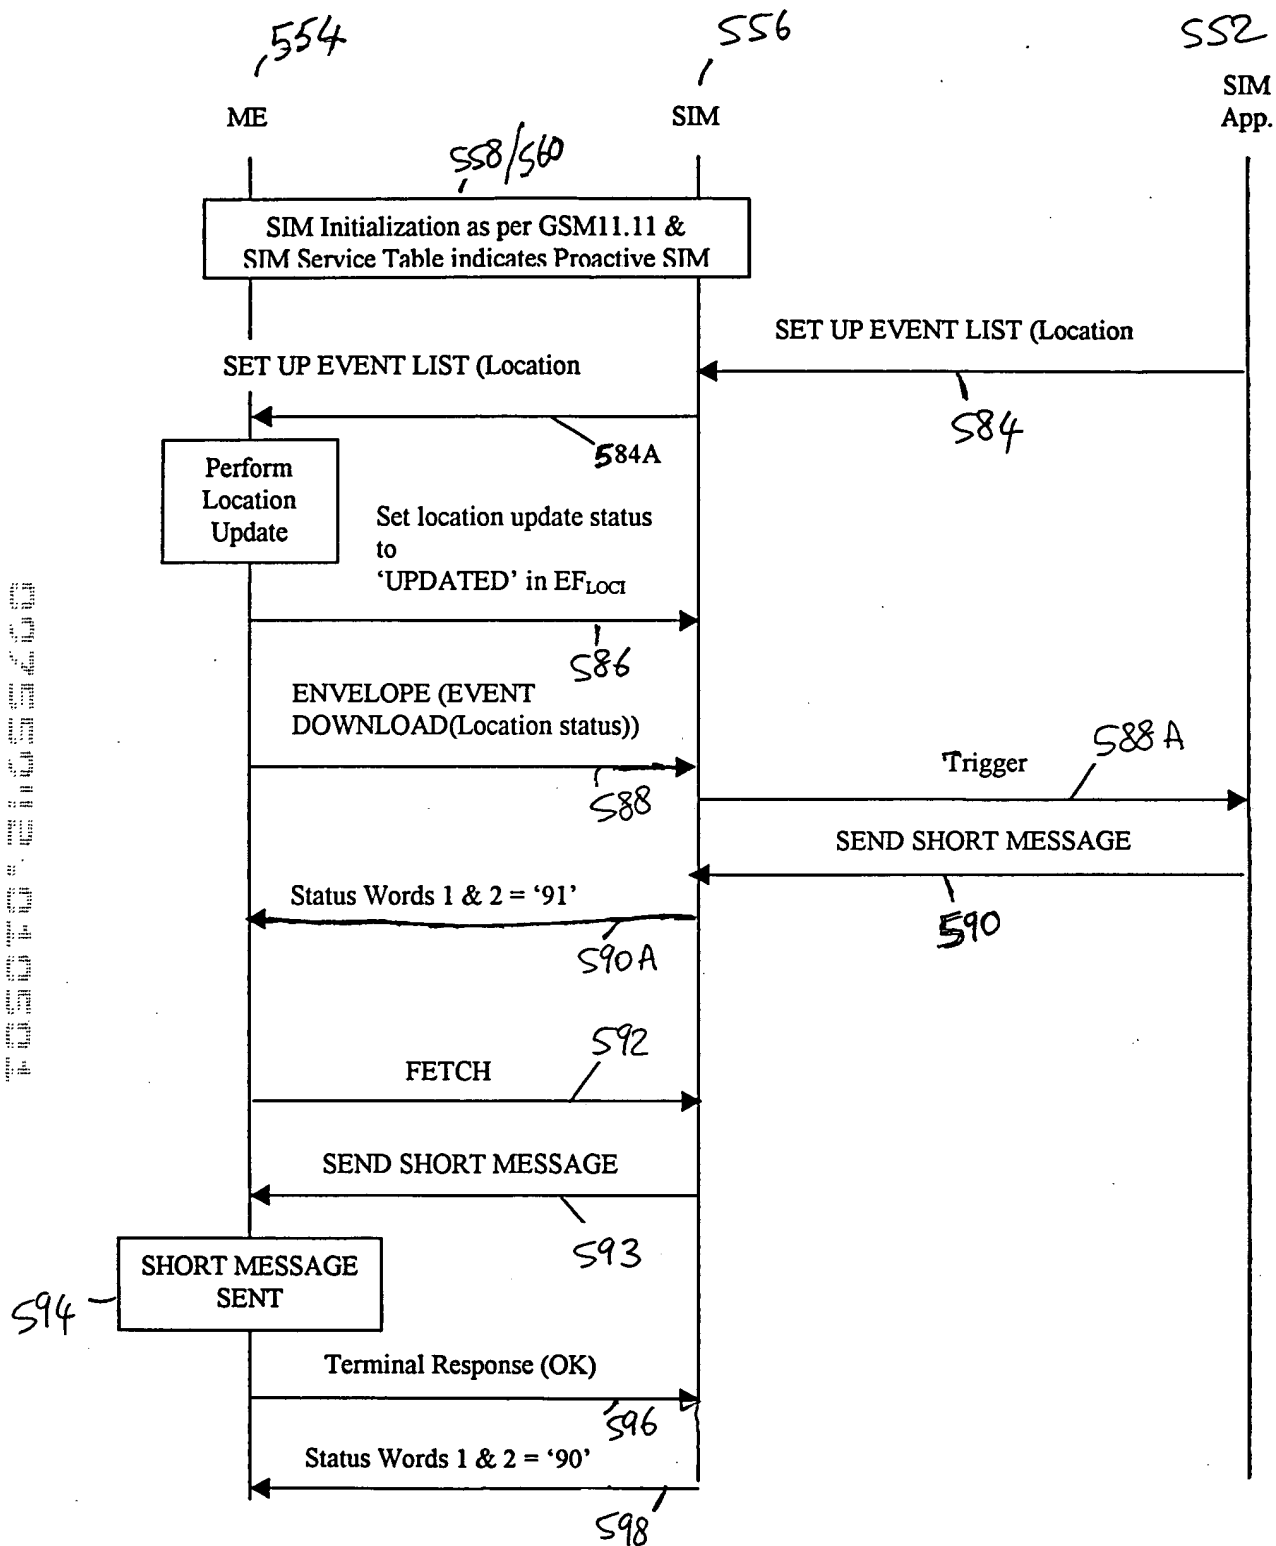 554
556
552
ME
SIM
SIM
App.
558/560
SIM Initialization as per GSM11.11 &
SIM Service Table indicates Proactive SIM
SET UP EVENT LIST (Location
584
SET UP EVENT LIST (Location
584A
Perform
Location
Update
Set location update status
to
‘UPDATED’ in EFLOCI
586
ENVELOPE (EVENT
DOWNLOAD(Location status))
588
588A
Trigger
SEND SHORT MESSAGE
590
Status Words 1 & 2 = ‘91’
590A
592
FETCH
SEND SHORT MESSAGE
593
SHORT MESSAGE
SENT
594
Terminal Response (OK)
596
Status Words 1 & 2 = ‘90’
598